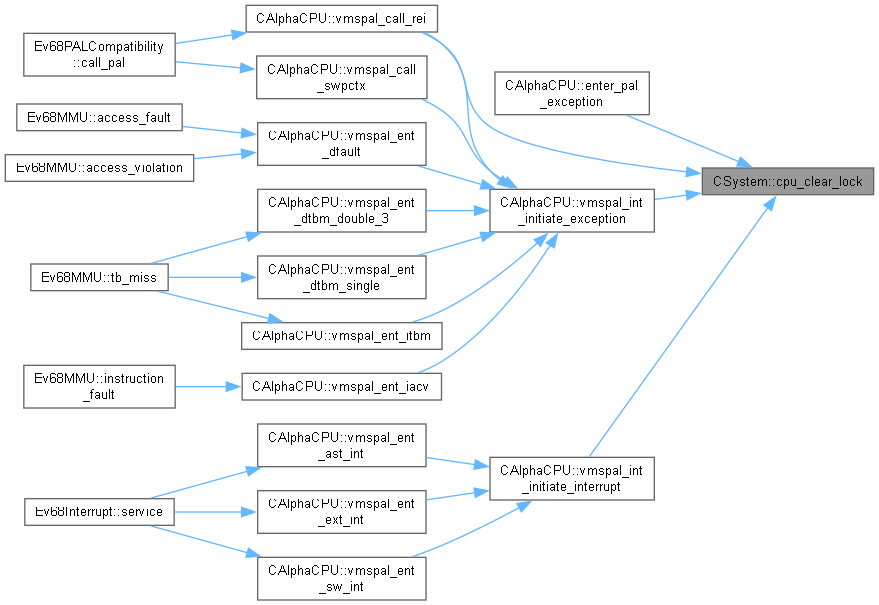 CAlphaCPU::vmspal_call_rei
Ev68PALCompatibility
::call_pal
CAlphaCPU::vmspal_call
_swpctx
CAlphaCPU::enter_pal
_exception
Ev68MMU::access_fault
CAlphaCPU::vmspal_ent
_dfault
Ev68MMU::access_violation
CSystem::cpu_clear_lock
CAlphaCPU::vmspal_ent
_dtbm_double_3
CAlphaCPU::vmspal_int
_initiate_exception
Ev68MMU::tb_miss
CAlphaCPU::vmspal_ent
_dtbm_single
CAlphaCPU::vmspal_ent_itbm
Ev68MMU::instruction
_fault
CAlphaCPU::vmspal_ent_iacv
CAlphaCPU::vmspal_ent
_ast_int
CAlphaCPU::vmspal_int
_initiate_interrupt
Ev68Interrupt::service
CAlphaCPU::vmspal_ent
_ext_int
CAlphaCPU::vmspal_ent
_sw_int